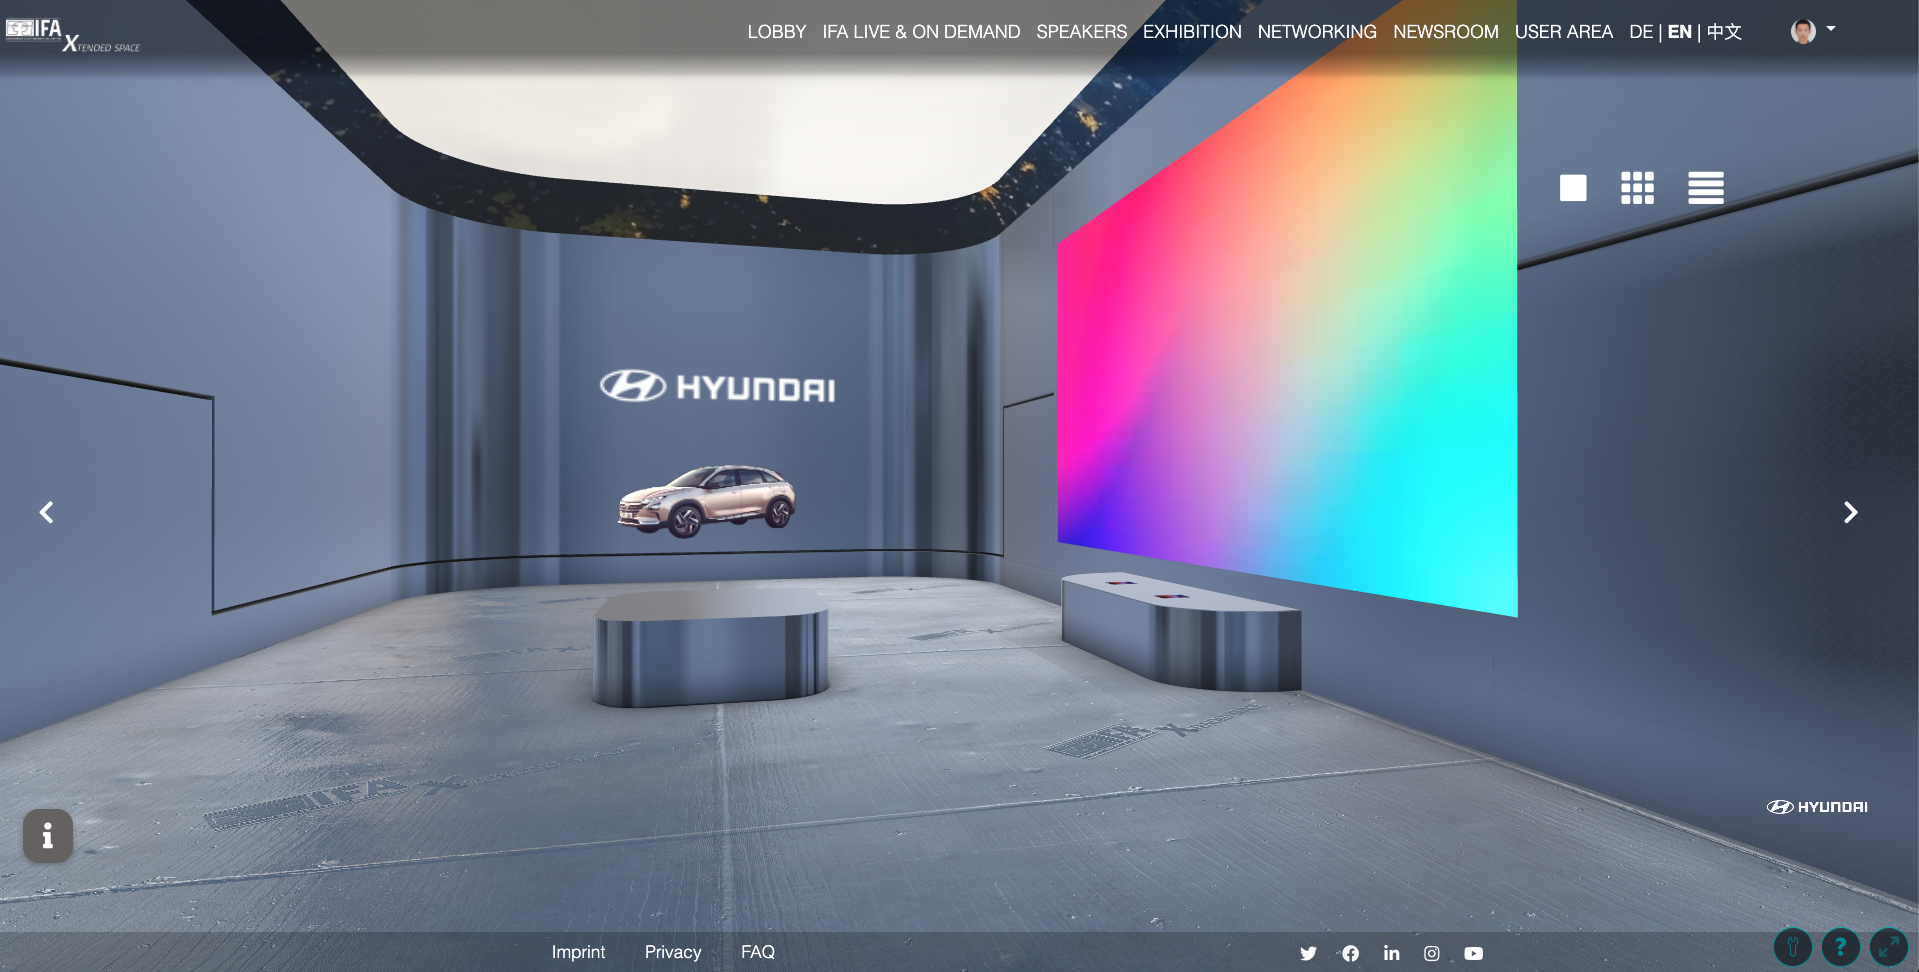 IFA
XTENDED SPACE
LOBBY IFA LIVE & ON DEMAND SPEAKERS EXHIBITION NETWORKING NEWSROOM USER AREA DE | EN | 中文
HYUNDAI
IFA X
HYUNDAI
Imprint Privacy FAQ